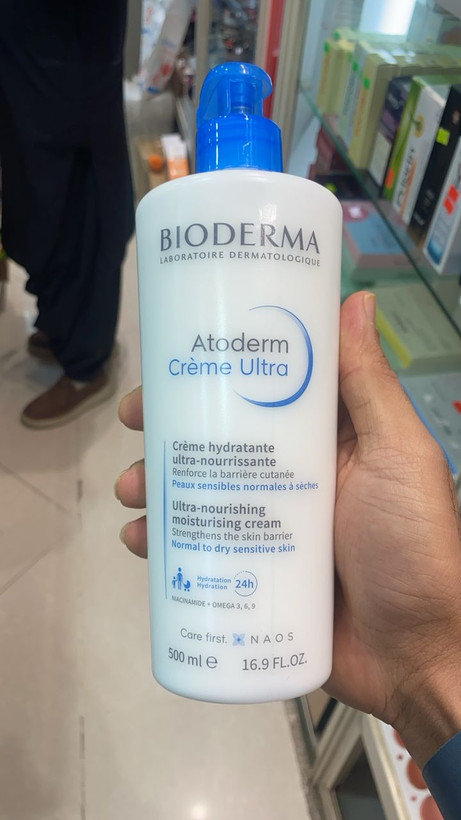 BIODERMA
LABORATOIRE DERMATOLOGIQUE
Atoderm
Crème Ultra
Crème hydratante
ultra-nourrissante
Renforce la barrière cutanée
Peaux sensibles normales à sèches
Ultra-nourishing
moisturising cream
Strengthens the skin barrier
Normal to dry sensitive skin
Hydratation
Hydration
24h
NIACINAMIDE + OMEGA 3, 6, 9
Care first. NAOS
500 ml ℮ 16.9 FL.OZ.